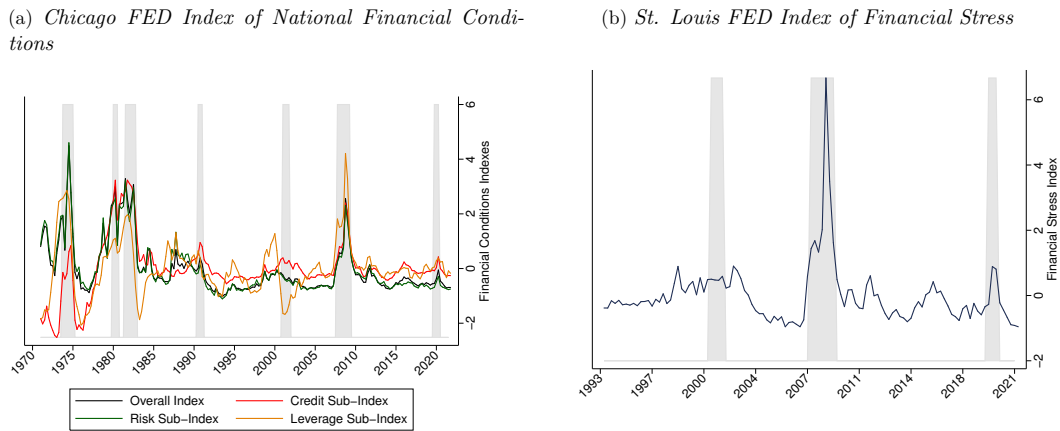 (a) Chicago FED Index of National Financial Condi-
tions
6
4
2
0
-2
Financial Conditions Indexes
1970 1975 1980 1985 1990 1995 2000 2005 2010 2015 2020
Overall Index Credit Sub-Index
Risk Sub-Index Leverage Sub-Index
(b) St. Louis FED Index of Financial Stress
6
4
2
0
-2
Financial Stress Index
1993 1997 2000 2004 2007 2011 2014 2018 2021